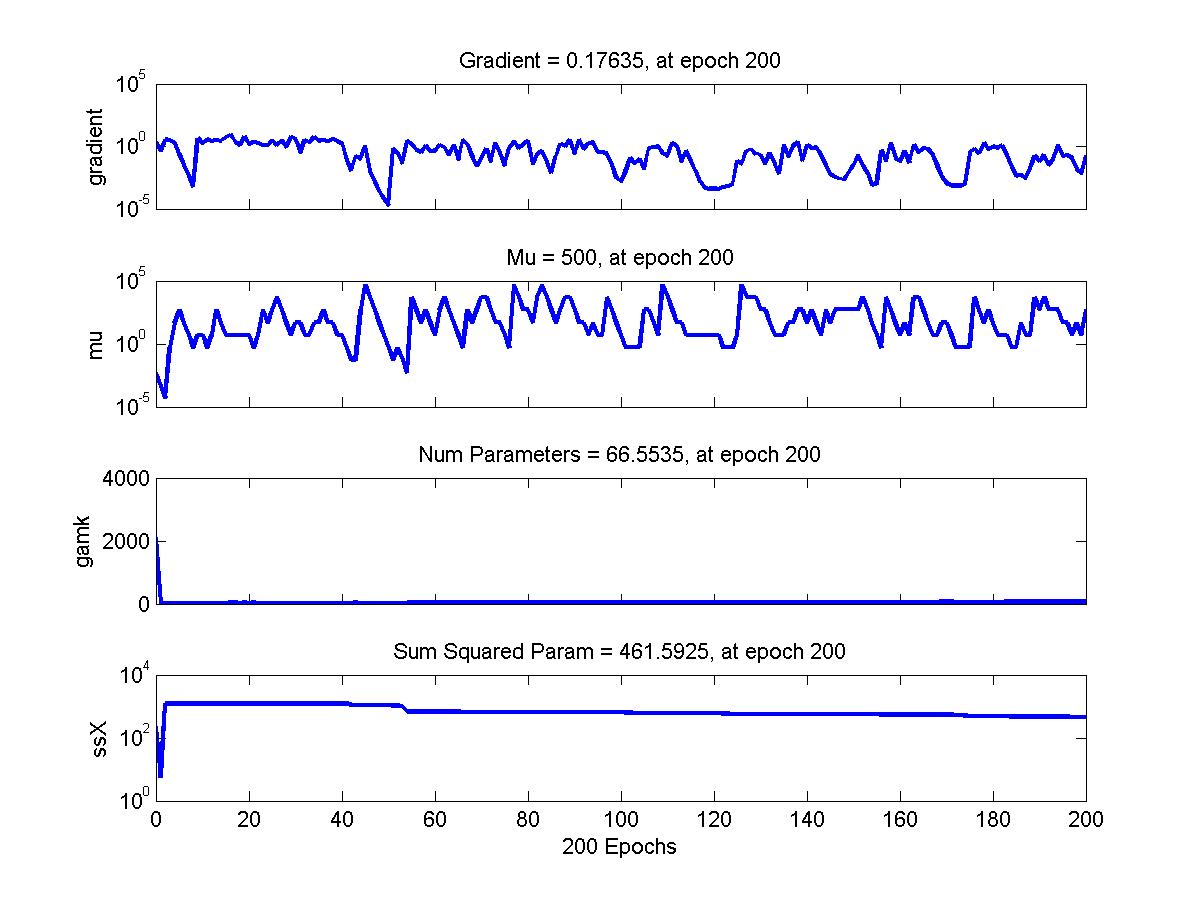 Gradient = 0.17635, at epoch 200
10^5
10^0
10^-5
gradient
Mu = 500, at epoch 200
10^5
10^0
10^-5
mu
Num Parameters = 66.5535, at epoch 200
4000
2000
0
gamk
Sum Squared Param = 461.5925, at epoch 200
10^4
10^2
10^0
ssX
0 20 40 60 80 100 120 140 160 180 200
200 Epochs